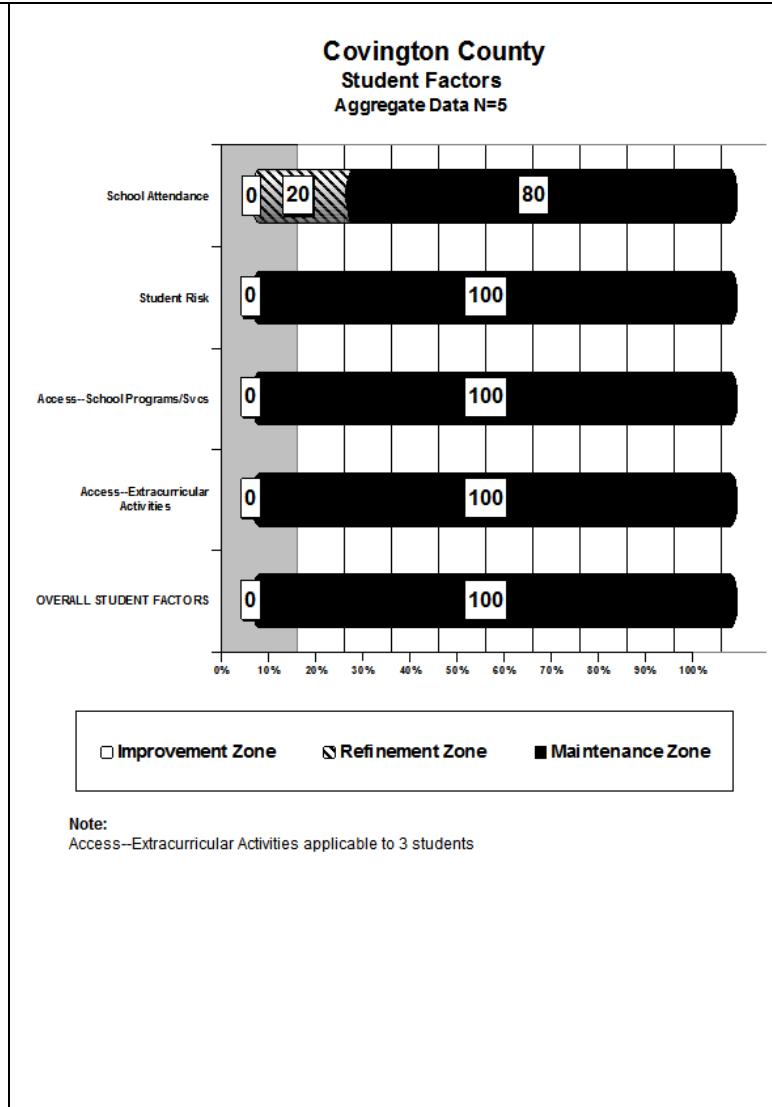 Covington County
Student Factors
Aggregate Data N=5
School Attendance
0
20
80
Student Risk
0
100
Access--School Programs/Svcs
0
100
Access--Extracurricular
Activities
0
100
OVERALL STUDENT FACTORS
0
100
0% 10% 20% 30% 40% 50% 60% 70% 80% 90% 100%
Improvement Zone Refinement Zone Maintenance Zone
Note:
Access--Extracurricular Activities applicable to 3 students